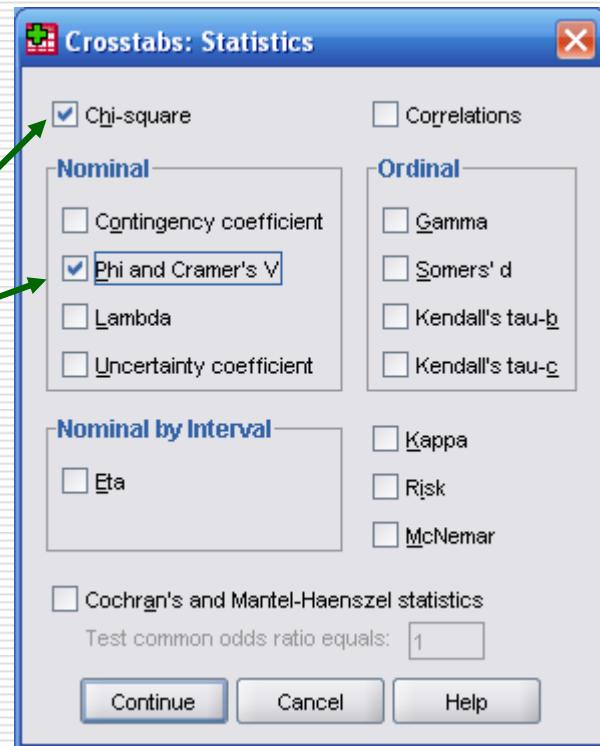 Crosstabs: Statistics
Chi-square
Correlations
Nominal
Contingency coefficient
Phi and Cramer's V
Lambda
Uncertainty coefficient
Ordinal
Gamma
Somers' d
Kendall's tau-b
Kendall's tau-c
Nominal by Interval
Eta
Kappa
Risk
McNemar
Cochran's and Mantel-Haenszel statistics
Test common odds ratio equals: 1
Continue Cancel Help